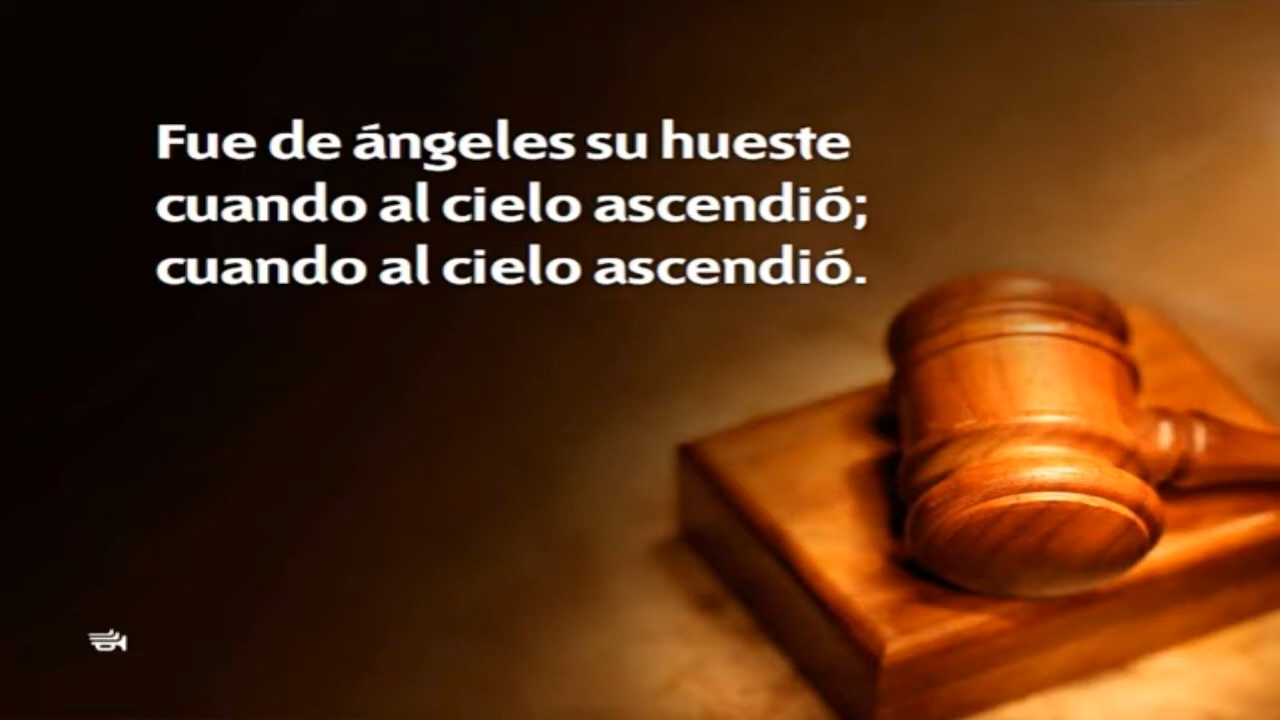 Fue de ángeles su hueste
cuando al cielo ascendió;
cuando al cielo ascendió.